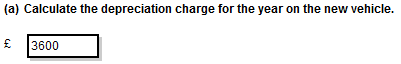 (a) Calculate the depreciation charge for the year on the new vehicle.
£ 3600